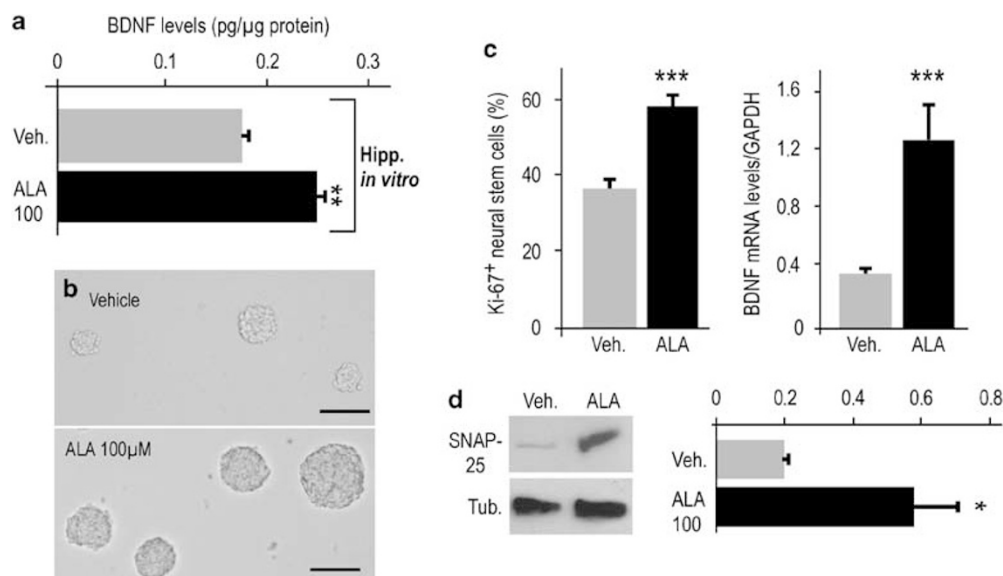 a
BDNF levels (pg/µg protein)
0 0.1 0.2 0.3
Veh.
ALA
100
**
Hipp.
in vitro
b
Vehicle
ALA 100µM
c
Ki-67+ neural stem cells (%)
60
40
20
0
***
Veh. ALA
BDNF mRNA levels/GAPDH
1.6
1.2
0.4
0
***
Veh. ALA
d
Veh. ALA
SNAP-
25
Tub.
0 0.2 0.4 0.6 0.8
Veh.
ALA
100
*